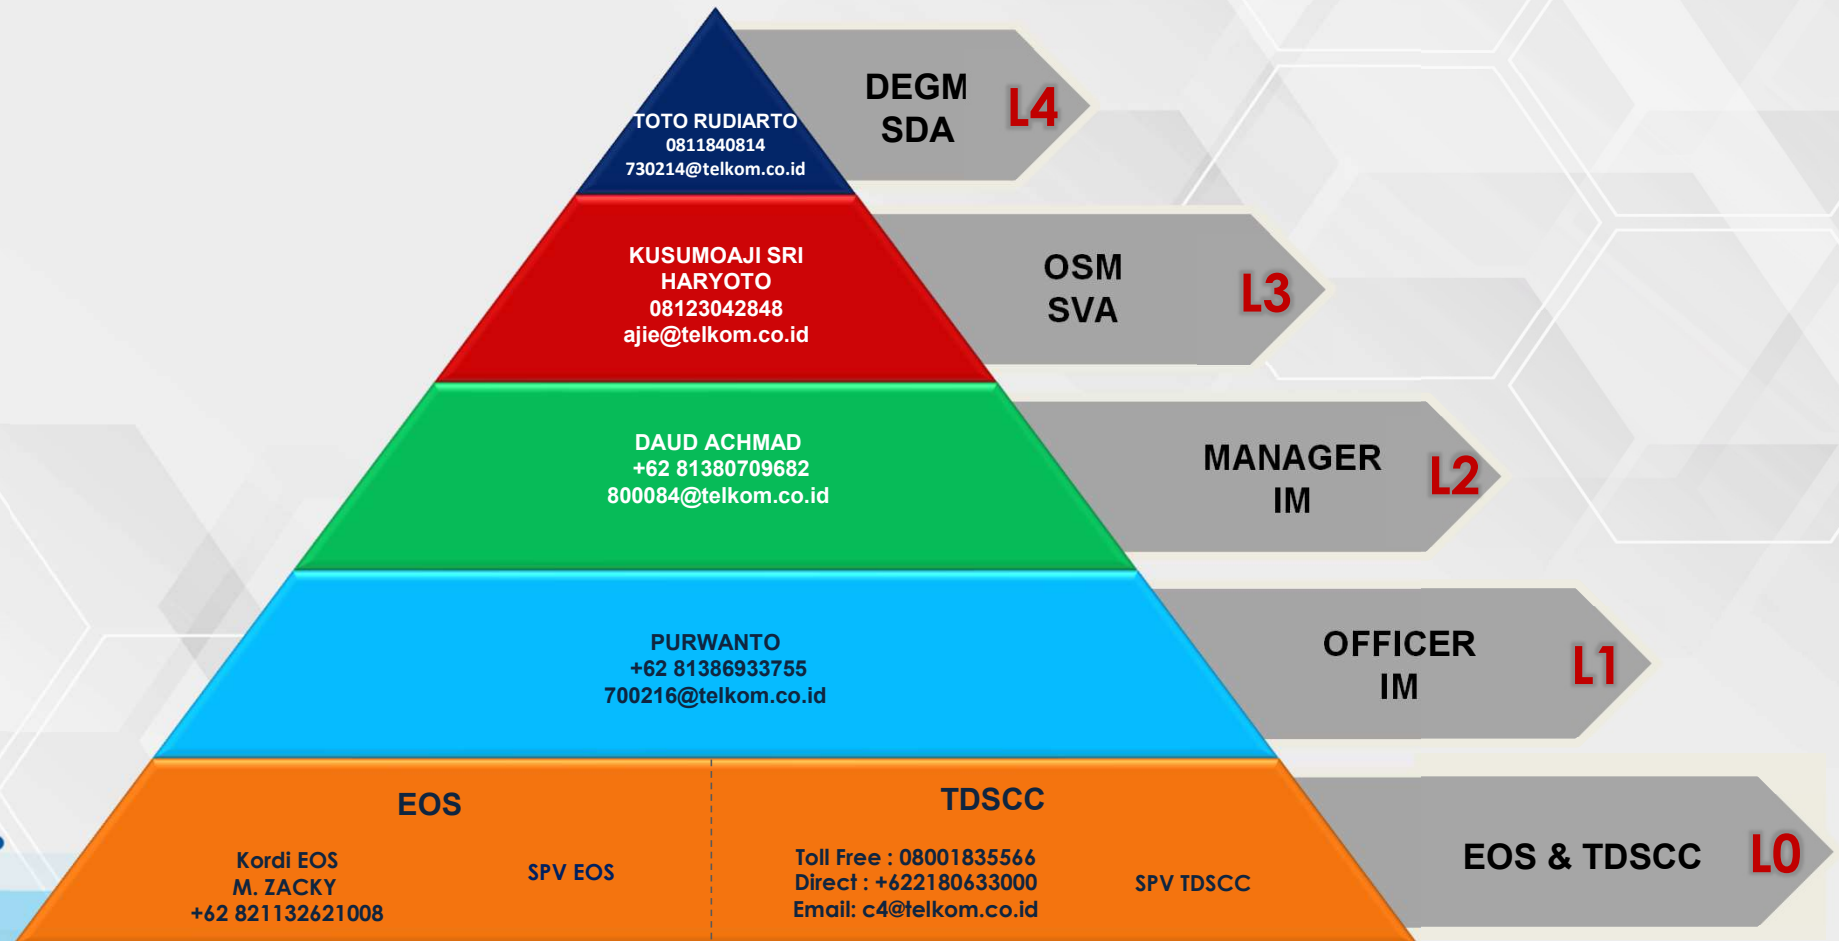 TOTO RUDIARTO
0811840814
730214@telkom.co.id
DEGM
SDA
L4
KUSUMOAJI SRI
HARYOTO
08123042848
ajie@telkom.co.id
OSM
SVA
L3
DAUD ACHMAD
+62 81380709682
800084@telkom.co.id
MANAGER
IM
L2
PURWANTO
+62 81386933755
700216@telkom.co.id
OFFICER
IM
L1
EOS
Kordi EOS
M. ZACKY
+62 821132621008
SPV EOS
TDSCC
Toll Free : 08001835566
Direct : +622180633000
Email: c4@telkom.co.id
SPV TDSCC
EOS & TDSCC
L0